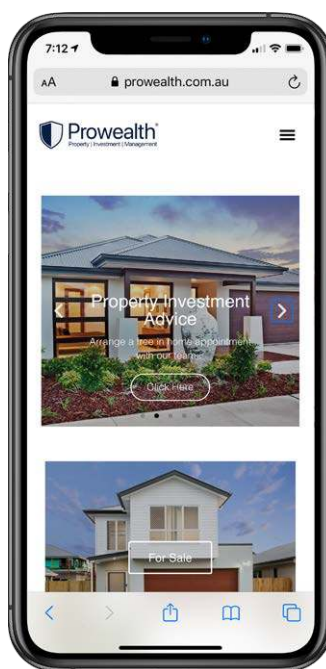 7:12
AA prowealth.com.au
Prowealth
Property | Investment | Management
Property Investment
Advice
Arrange a free in home appointment
with our team.
Click Here
For Sale